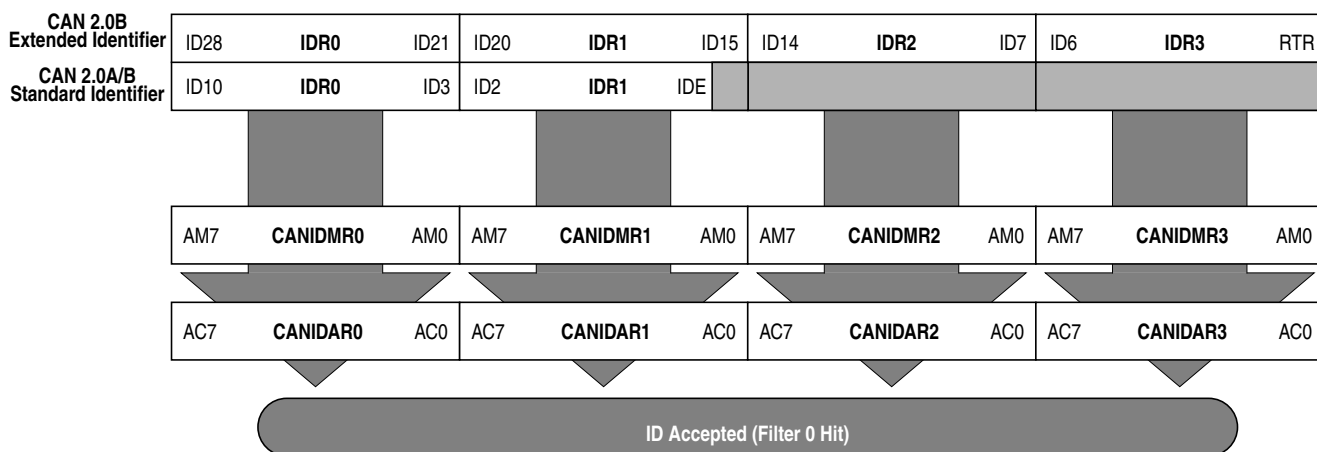 CAN 2.0B
Extended Identifier
ID28 IDR0 ID21 ID20 IDR1 ID15 ID14 IDR2 ID7 ID6 IDR3 RTR
CAN 2.0A/B
Standard Identifier
ID10 IDR0 ID3 ID2 IDR1 IDE
AM7 CANIDMR0 AM0 AM7 CANIDMR1 AM0 AM7 CANIDMR2 AM0 AM7 CANIDMR3 AM0
AC7 CANIDAR0 AC0 AC7 CANIDAR1 AC0 AC7 CANIDAR2 AC0 AC7 CANIDAR3 AC0
ID Accepted (Filter 0 Hit)